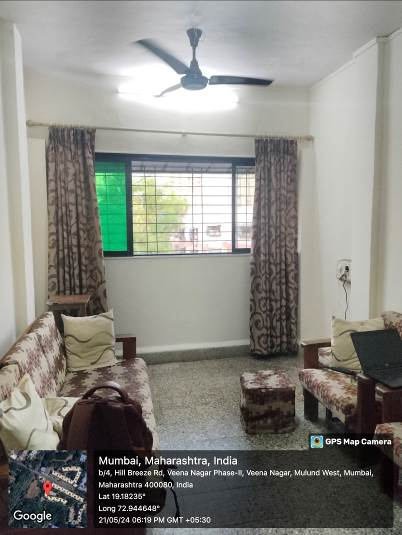 GPS Map Camera
Mumbai, Maharashtra, India
b/4, Hill Breeze Rd, Veena Nagar Phase-II, Veena Nagar, Mulund West, Mumbai,
Maharashtra 400080, India
Lat 19.18235°
Long 72.944648°
21/05/24 06:19 PM GMT +05:30
Google